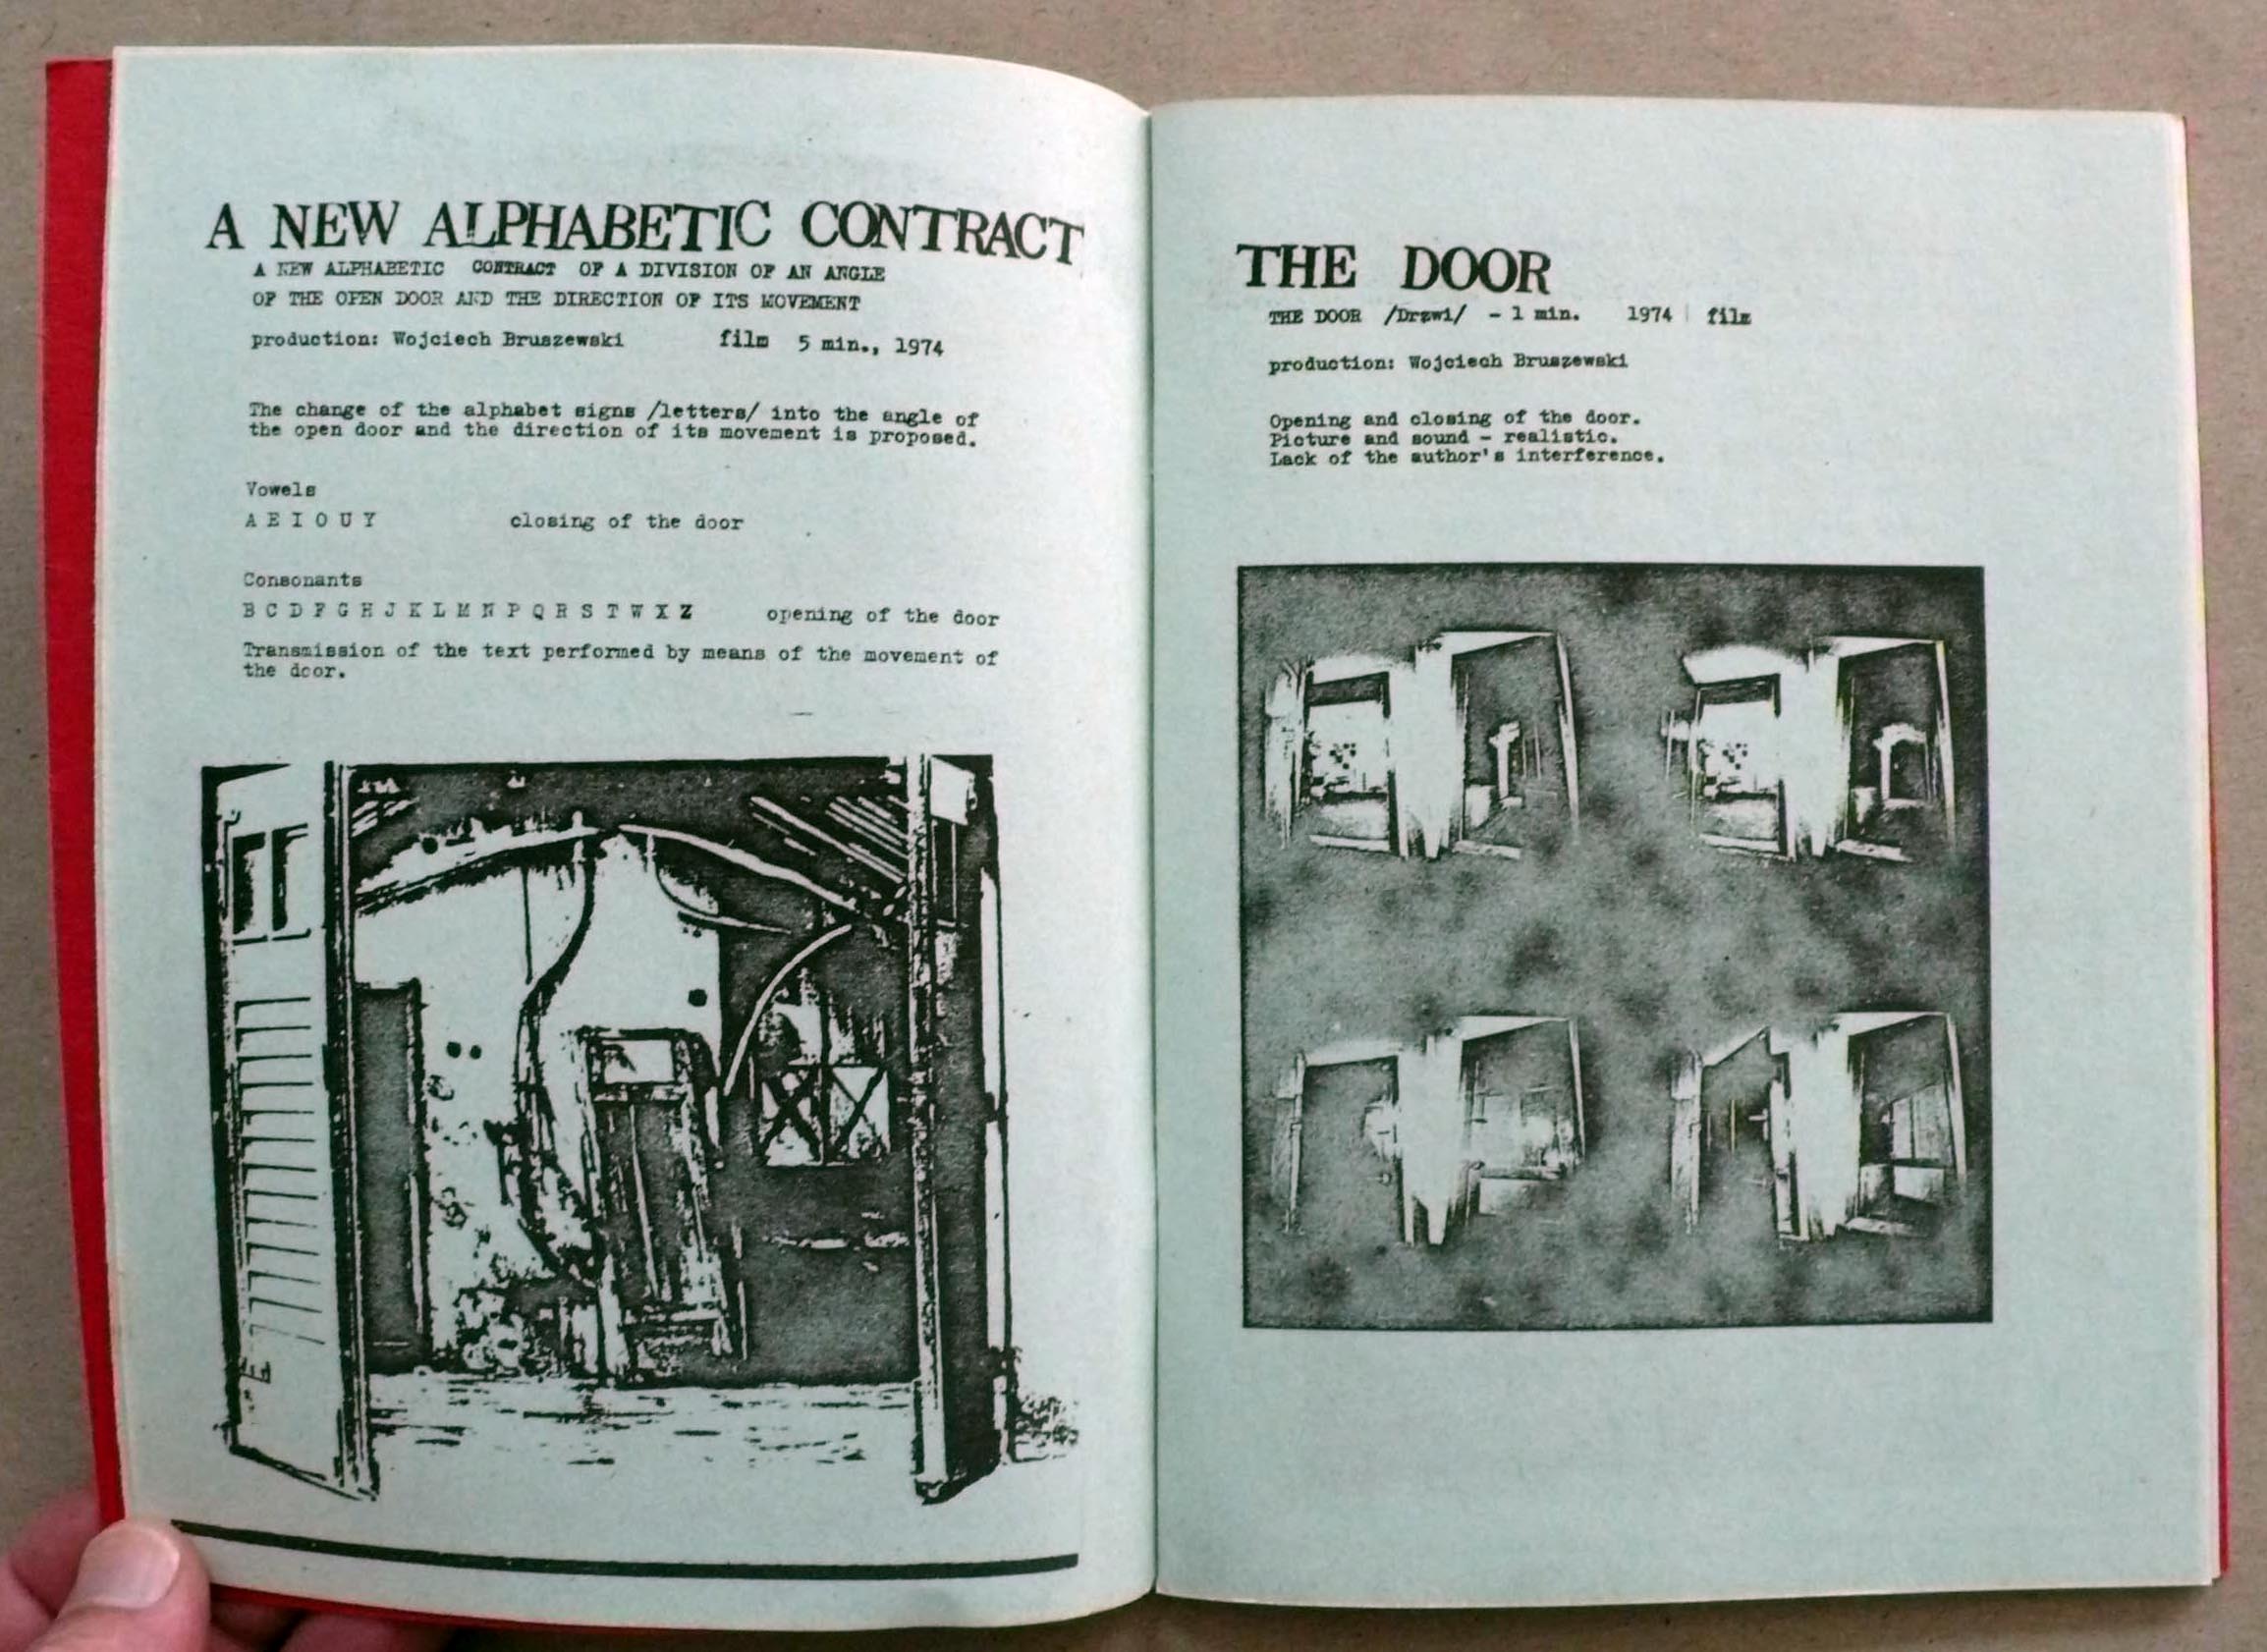 A NEW ALPHABETIC CONTRACT
A NEW ALPHABETIC CONTRACT OF A DIVISION OF AN ANGLE
OF THE OPEN DOOR AND THE DIRECTION OF ITS MOVEMENT
production: Wojciech Bruszewski film 5 min., 1974
The change of the alphabet signs /letters/ into the angle of
the open door and the direction of its movement is proposed.
Vowels
A E I O U Y closing of the door
Consonants
B C D F G H J K L M N P Q R S T W X Z opening of the door
Transmission of the text performed by means of the movement of
the door.
THE DOOR
THE DOOR /Drzwi/ - 1 min. 1974 film
production: Wojciech Bruszewski
Opening and closing of the door.
Picture and sound - realistic.
Lack of the author's interference.